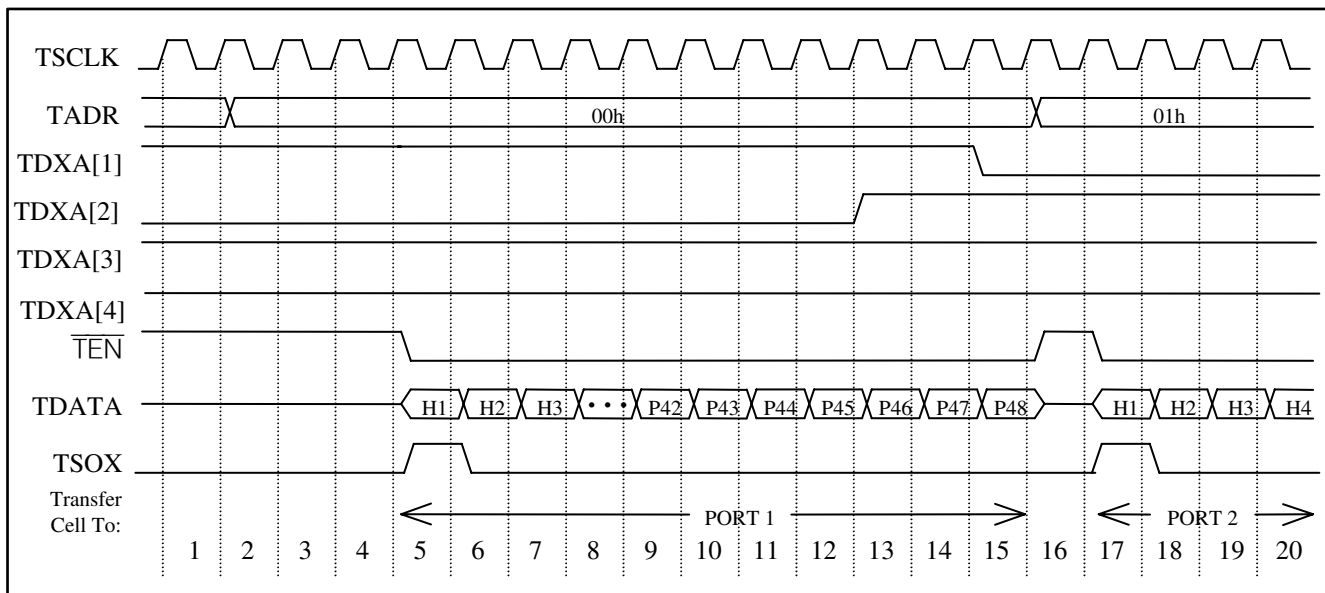 TSCLK
TADR 00h 01h
TDXA[1]
TDXA[2]
TDXA[3]
TDXA[4]
TEN
TDATA H1 H2 H3 • • • P42 P43 P44 P45 P46 P47 P48 H1 H2 H3 H4
TSOX
Transfer
Cell To: PORT 1 PORT 2
1 2 3 4 5 6 7 8 9 10 11 12 13 14 15 16 17 18 19 20